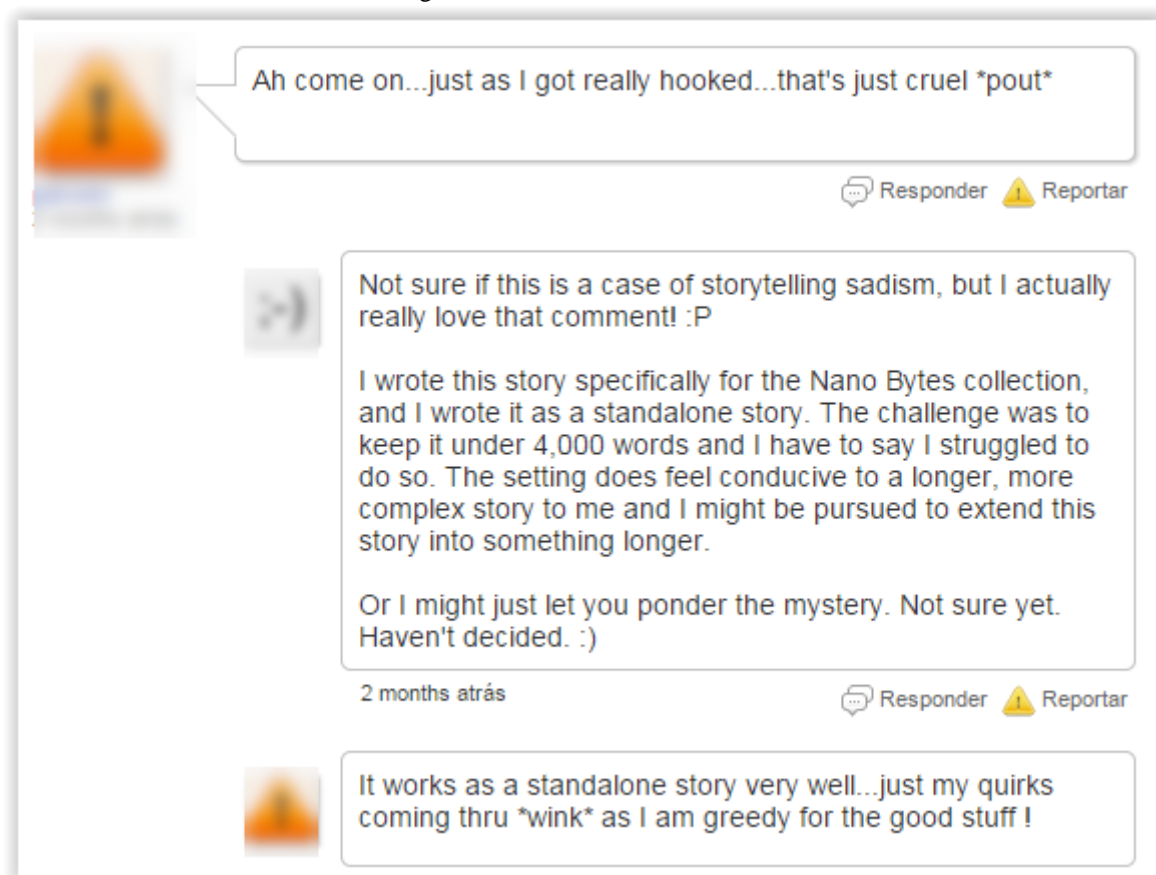 Ah come on...just as I got really hooked...that's just cruel *pout*
Responder Reportar
Not sure if this is a case of storytelling sadism, but I actually
really love that comment! :P
I wrote this story specifically for the Nano Bytes collection,
and I wrote it as a standalone story. The challenge was to
keep it under 4,000 words and I have to say I struggled to
do so. The setting does feel conducive to a longer, more
complex story to me and I might be pursued to extend this
story into something longer.
Or I might just let you ponder the mystery. Not sure yet.
Haven't decided. :)
2 months atrás Responder Reportar
It works as a standalone story very well...just my quirks
coming thru *wink* as I am greedy for the good stuff !